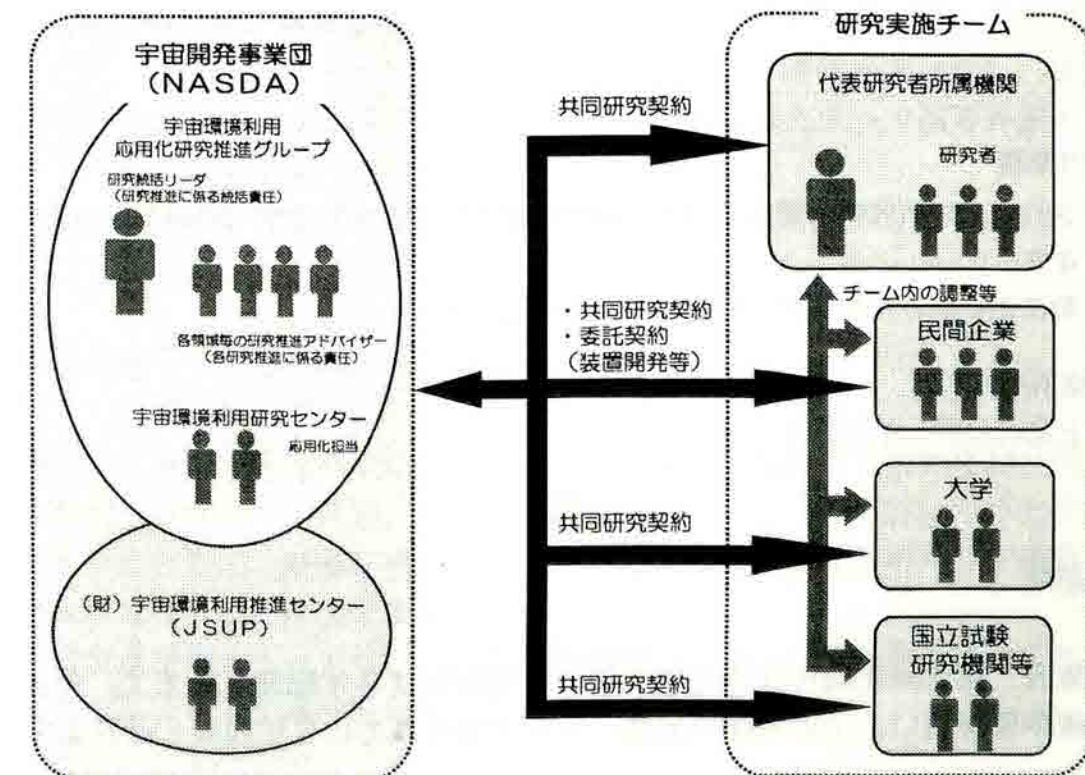 宇宙開発事業団
(NASDA)
宇宙環境利用
応用化研究推進グループ
研究統括リーダ
(研究推進に係る統括責任)
各領域毎の研究推進アドバイザー
(各研究推進に係る責任)
宇宙環境利用研究センター
応用化担当
(財)宇宙環境利用推進センター
(JSUP)
共同研究契約
・共同研究契約
・委託契約
(装置開発等)
共同研究契約
共同研究契約
研究実施チーム
代表研究者所属機関
研究者
チーム内の調整等
民間企業
大学
国立試験
研究機関等